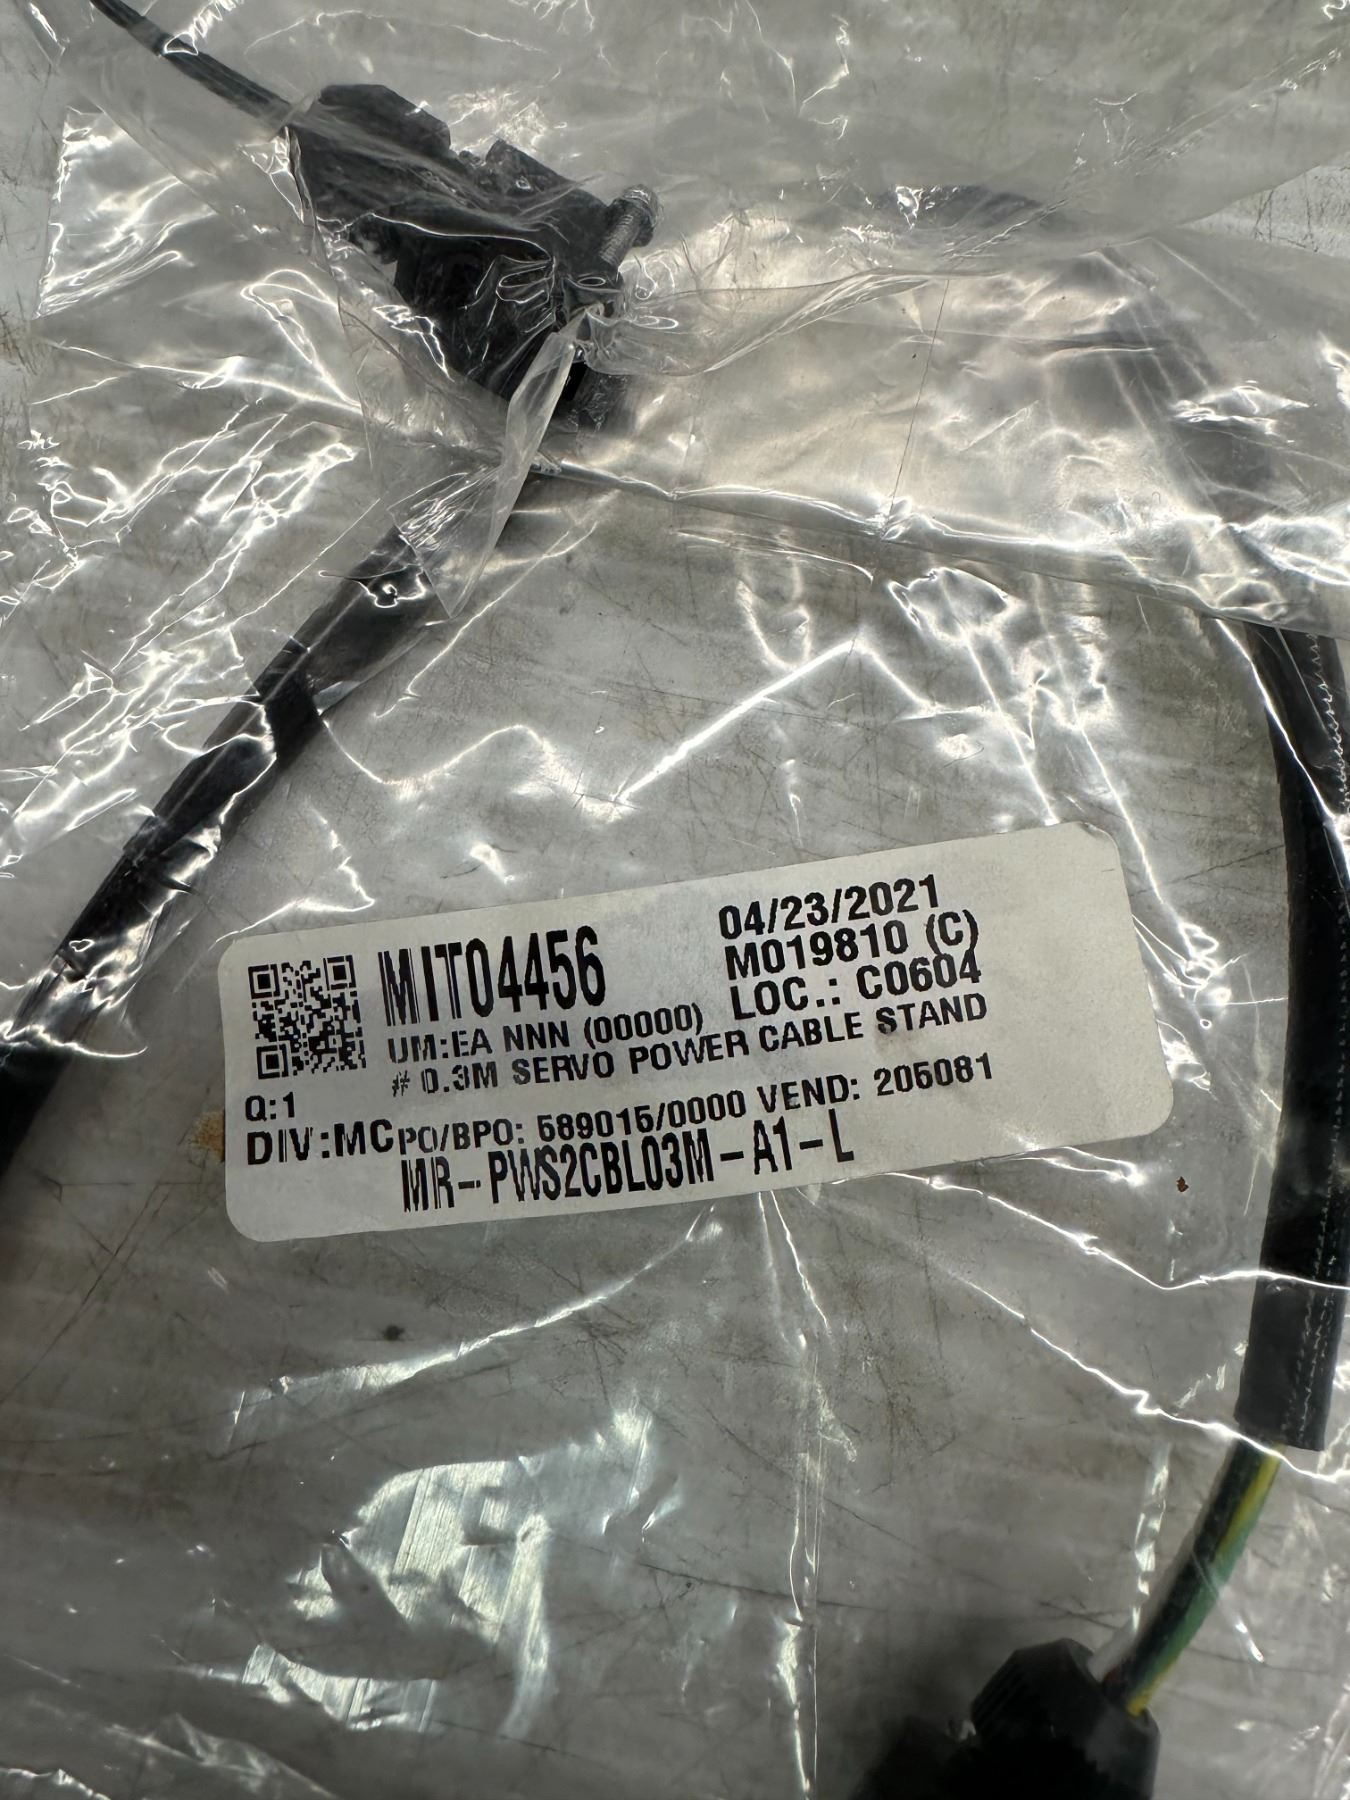 MIT04456
04/23/2021
M019810 (C)
LOC.: C0604
UM:EA NNN (00000)
# 0.3M SERVO POWER CABLE STAND
Q:1
DIV:MC
PO/BPO: 589015/0000 VEND: 205081
MR-PWS2CBL03M-A1-L